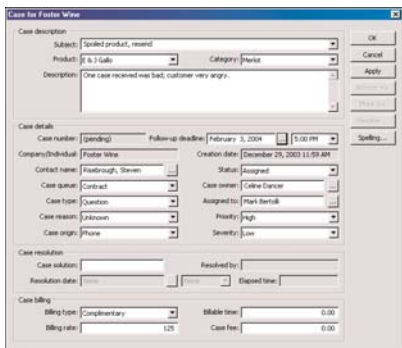 Case for Foster Wine
Case description
Subject: Spoiled product, resend
Product: E & J Gallo Category: Merlot
Description: One case received was bad; customer very angry.
OK
Cancel
Apply
Spelling...
Case details
Case number: (pending) Follow-up deadline: February 3, 2004 ... 5:00 PM
Company/Individual: Foster Wine Creation date: December 29, 2003 11:59 AM
Contact name: Risebrough, Steven ... Status: Assigned
Case queue: Contract Case owner: Celine Dancer ...
Case type: Question Assigned to: Mark Bertolli ...
Case reason: Unknown Priority: High
Case origin: Phone Severity: Low
Case resolution
Case solution: Resolved by:
Resolution date: None ... None Elapsed time:
Case billing
Billing type: Complimentary Billable time: 0.00
Billing rate: 125 Case fee: 0.00